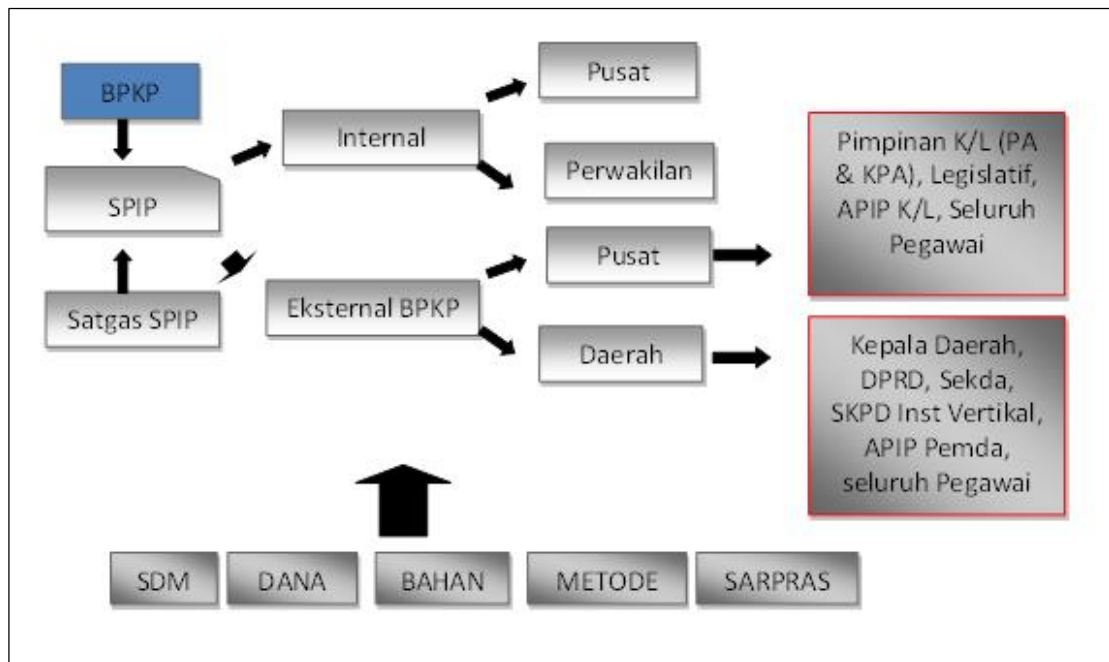 BPKP
SPIP
Satgas SPIP
Internal
Eksternal BPKP
Pusat
Perwakilan
Pusat
Daerah
Pimpinan K/L (PA
& KPA), Legislatif,
APIP K/L, Seluruh
Pegawai
Kepala Daerah,
DPRD, Sekda,
SKPD Inst Vertikal,
APIP Pemda,
seluruh Pegawai
SDM
DANA
BAHAN
METODE
SARPRAS